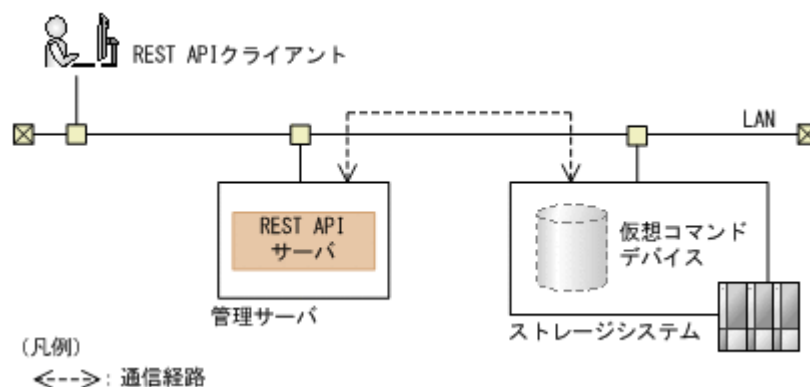 REST APIクライアント
LAN
REST API
サーバ
仮想コマンド
デバイス
管理サーバ
ストレージシステム
(凡例)
: 通信経路